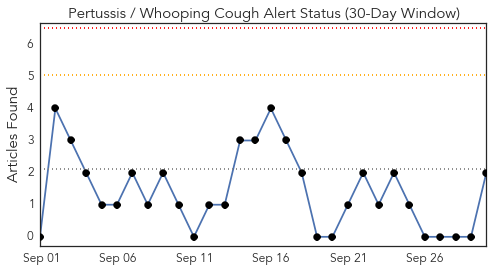 Pertussis / Whooping Cough Alert Status (30-Day Window)
Articles Found
6
5
4
3
2
1
0
Sep 01 Sep 06 Sep 11 Sep 16 Sep 21 Sep 26